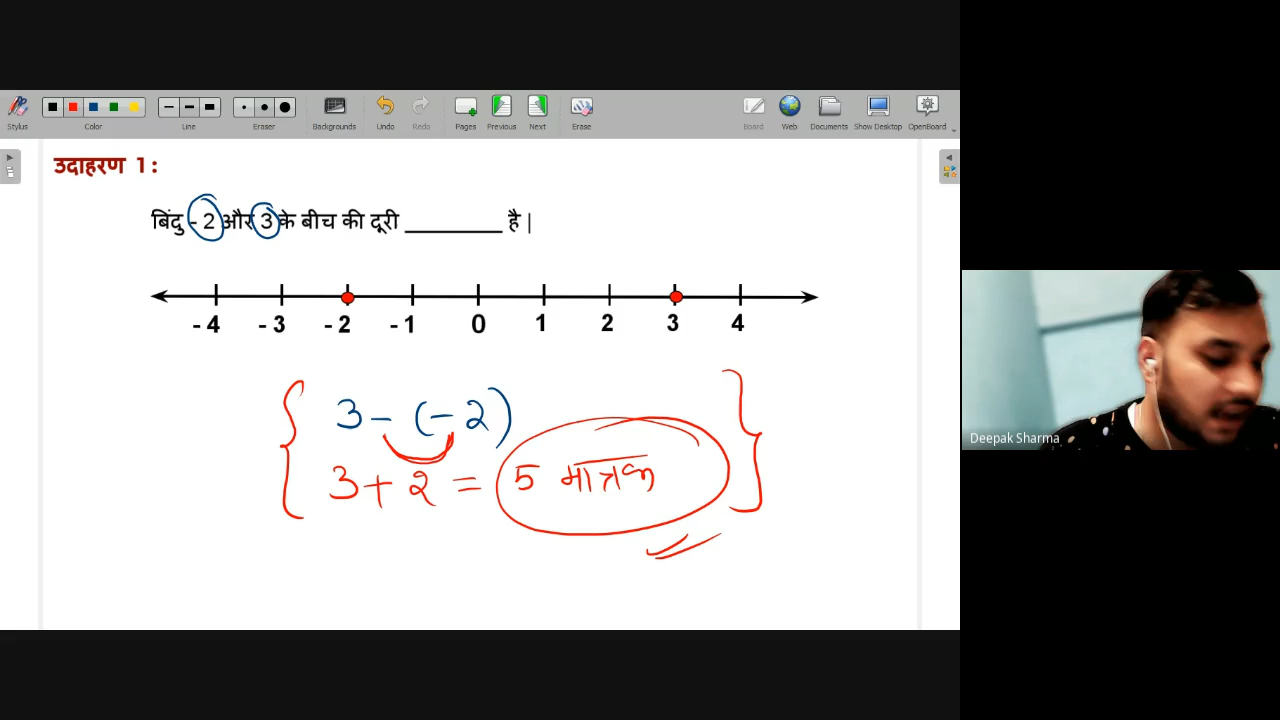 Stylus Color Line Eraser Backgrounds Undo Redo Pages Previous Next Erase Board Web Documents Show Desktop OpenBoard
उदाहरण 1:
बिंदु - 2 और 3 के बीच की दूरी ________ है |
- 4 - 3 - 2 - 1 0 1 2 3 4
3 - (- 2)
3 + 2 = 5 मात्रक
Deepak Sharma